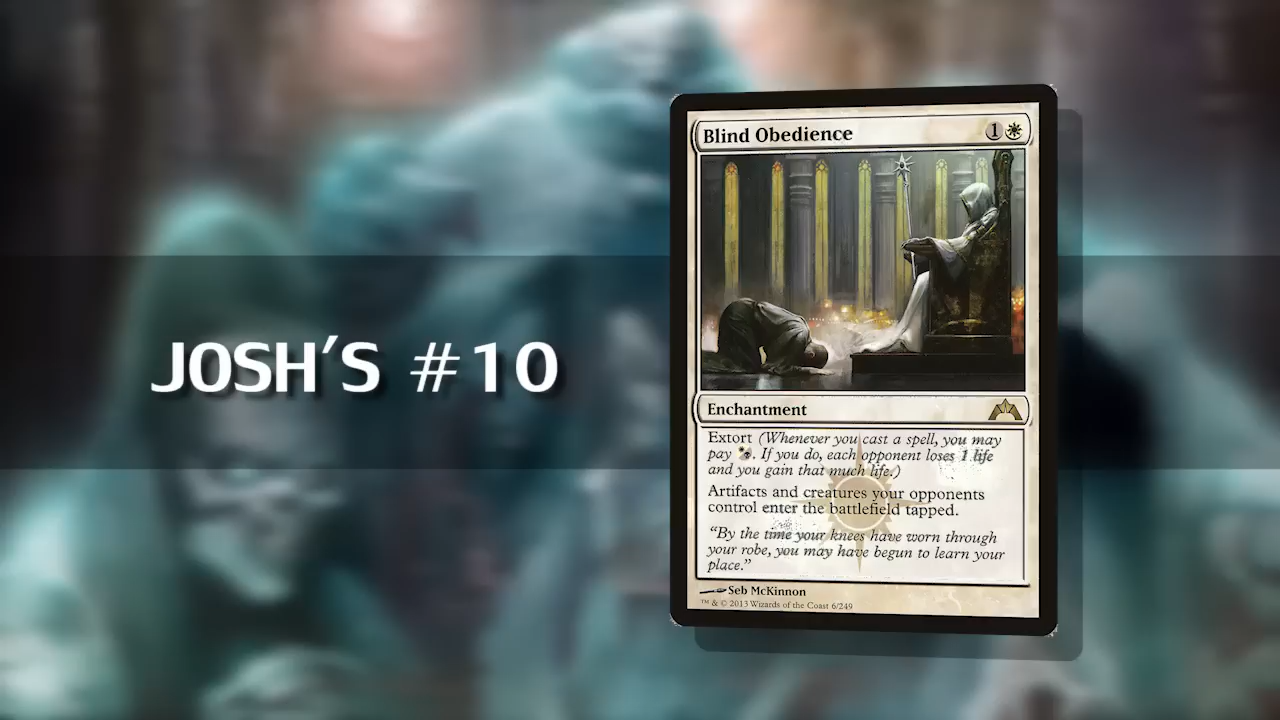 JOSH'S #10
Blind Obedience
1
Enchantment
Extort (Whenever you cast a spell, you may
pay . If you do, each opponent loses 1 life
and you gain that much life.)
Artifacts and creatures your opponents
control enter the battlefield tapped.
"By the time your knees have worn through
your robe, you may have begun to learn your
place."
Seb McKinnon
™ & © 2013 Wizards of the Coast 6/249